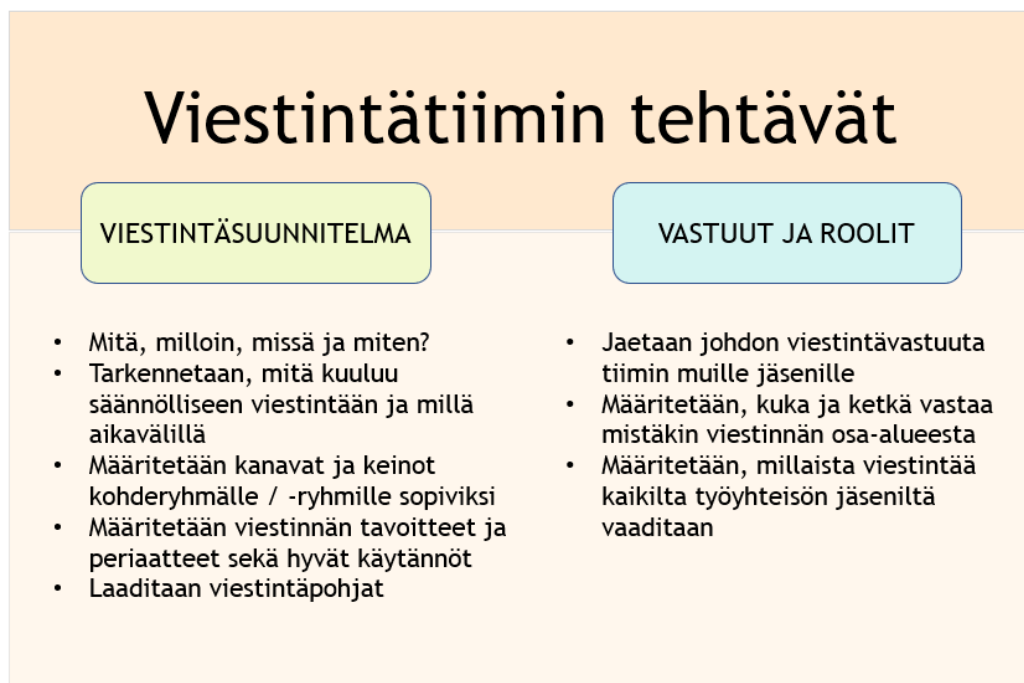 Viestintätiimin tehtävät
VIESTINTÄSUUNNITELMA
• Mitä, milloin, missä ja miten?
• Tarkennetaan, mitä kuuluu
säännölliseen viestintään ja millä
aikavälillä
• Määritetään kanavat ja keinot
kohderyhmälle / -ryhmille sopiviksi
• Määritetään viestinnän tavoitteet ja
periaatteet sekä hyvät käytännöt
• Laaditaan viestintäpohjat
VASTUUT JA ROOLIT
• Jaetaan johdon viestintävastuuta
tiimin muille jäsenille
• Määritetään, kuka ja ketkä vastaa
mistäkin viestinnän osa-alueesta
• Määritetään, millaista viestintää
kaikilta työyhteisön jäseniltä
vaaditaan